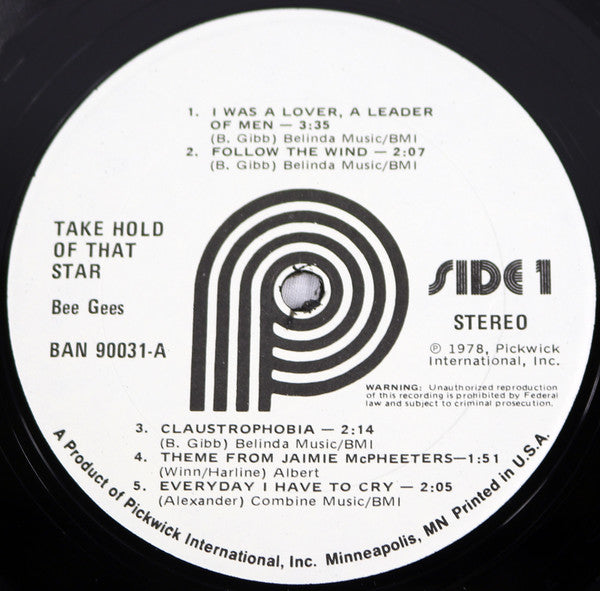 1. I WAS A LOVER, A LEADER
OF MEN — 3:35
(B. Gibb) Belinda Music/BMI
2. FOLLOW THE WIND — 2:07
(B. Gibb) Belinda Music/BMI
TAKE HOLD
OF THAT
STAR
Bee Gees
BAN 90031-A
SIDE 1
STEREO
℗ 1978, Pickwick
International, Inc.
WARNING: Unauthorized reproduction
of this recording is prohibited by Federal
law and subject to criminal prosecution.
3. CLAUSTROPHOBIA — 2:14
(B. Gibb) Belinda Music/BMI
4. THEME FROM JAIMIE McPHEETERS—1:51
(Winn/Harline) Albert
5. EVERYDAY I HAVE TO CRY — 2:05
(Alexander) Combine Music/BMI
A Product of Pickwick International, Inc. Minneapolis, MN Printed in U.S.A.